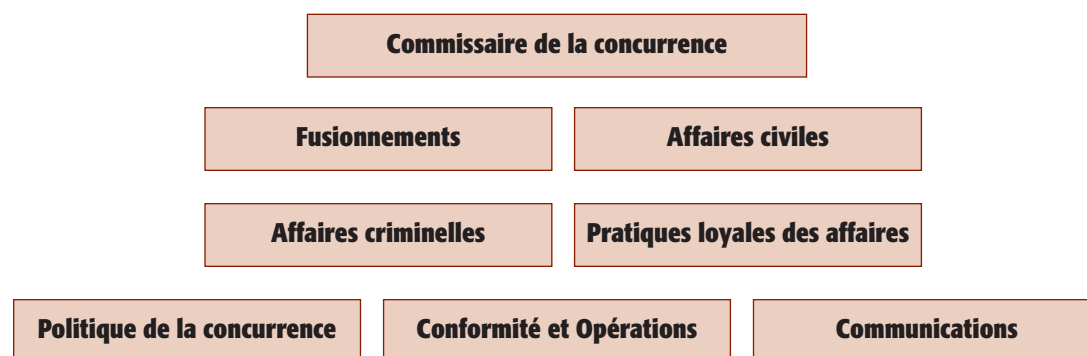 Commissaire de la concurrence
Fusionnements
Affaires civiles
Affaires criminelles
Pratiques loyales des affaires
Politique de la concurrence
Conformité et Opérations
Communications